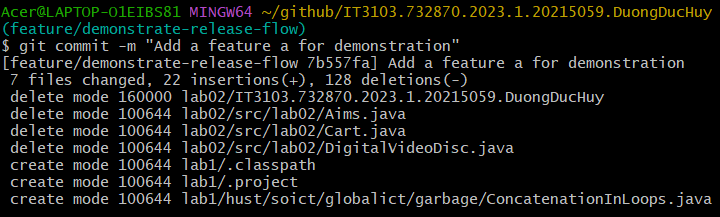 Acer@LAPTOP-O1EIBS81 MINGW64 ~/github/IT3103.732870.2023.1.20215059.DuongDucHuy
(feature/demonstrate-release-flow)
$ git commit -m "Add a feature a for demonstration"
[feature/demonstrate-release-flow 7b557fa] Add a feature a for demonstration
 7 files changed, 22 insertions(+), 128 deletions(-)
 delete mode 160000 lab02/IT3103.732870.2023.1.20215059.DuongDucHuy
 delete mode 100644 lab02/src/lab02/Aims.java
 delete mode 100644 lab02/src/lab02/Cart.java
 delete mode 100644 lab02/src/lab02/DigitalVideoDisc.java
 create mode 100644 lab1/.classpath
 create mode 100644 lab1/.project
 create mode 100644 lab1/hust/soict/globalict/garbage/ConcatenationInLoops.java